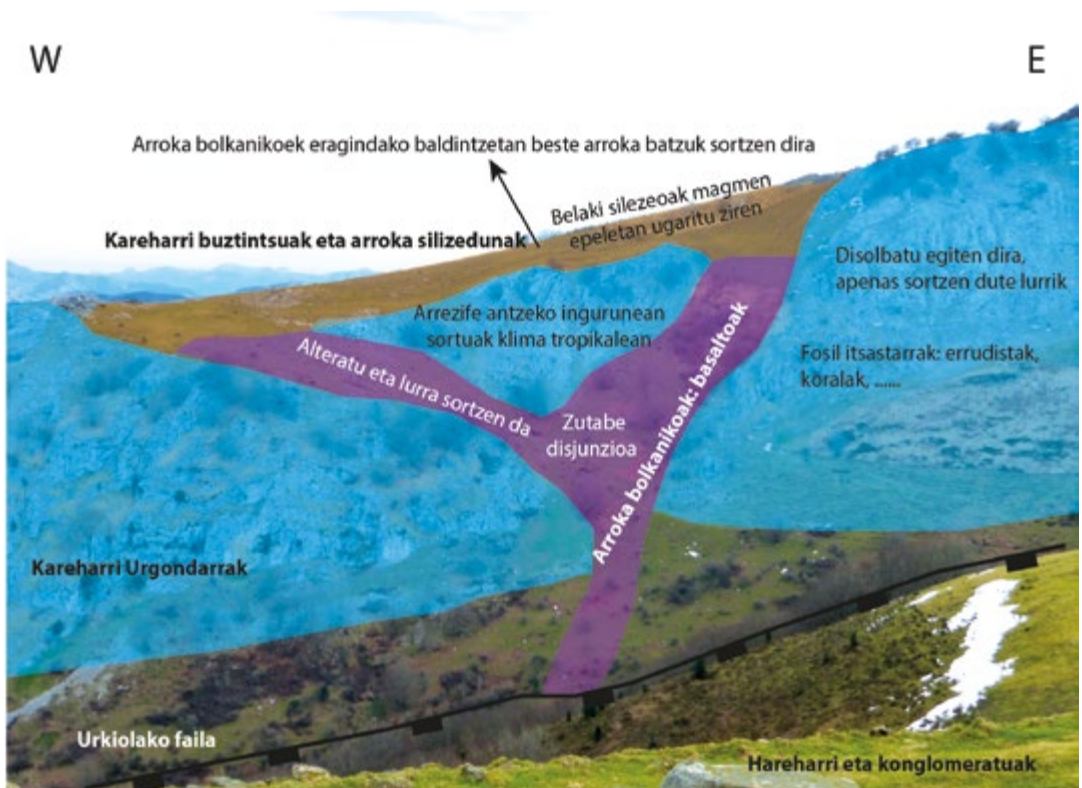 W
E
Arroka bolkanikoek eragindako baldintzetan beste arroka batzuk sortzen dira
Belaki silezeoak magmen
epeletan ugaritu ziren
Kareharri buztintsuak eta arroka silizedunak
Disolbatu egiten dira,
apenas sortzen dute lurrik
Arrezife antzeko ingurunean
sortuak klima tropikalean
Alteratu eta lurra sortzen da
Fosil itsastarrak: errudistak,
koralak, ......
Zutabe
disjunzioa
Arroka bolkanikoak: basaltoak
Kareharri Urgondarrak
Urkiolako faila
Hareharri eta konglomeratuak